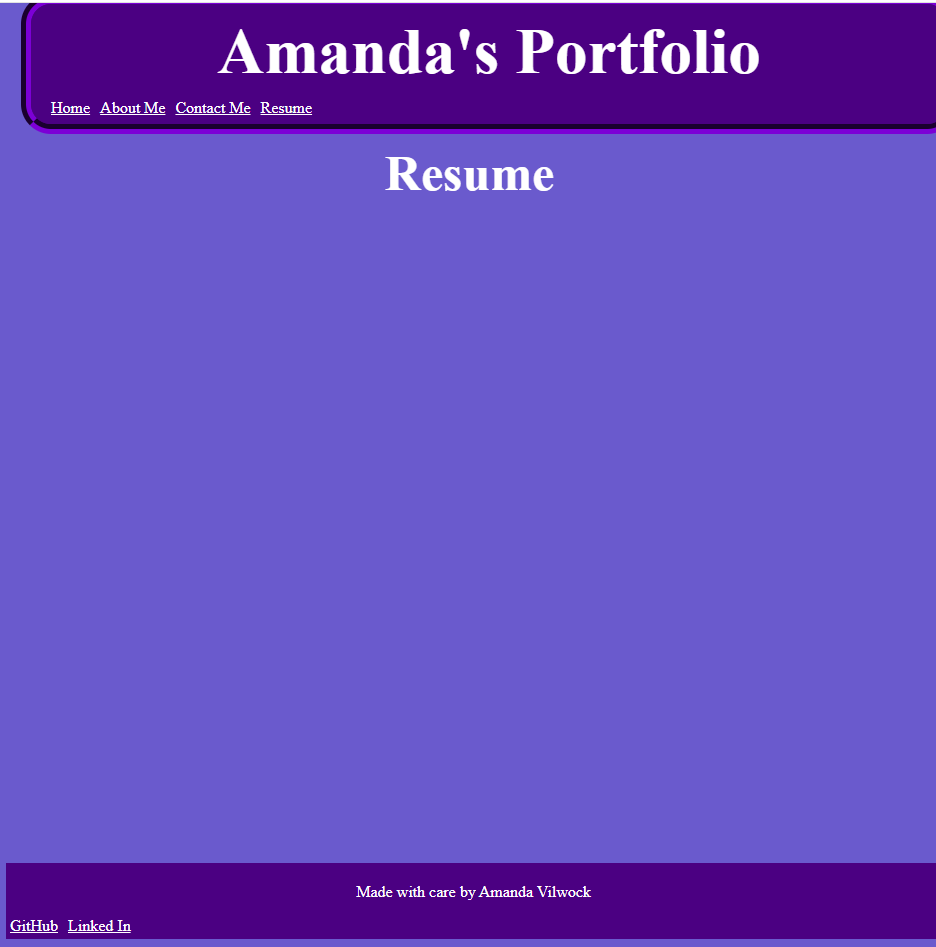 Amanda's Portfolio
Home About Me Contact Me Resume
Resume
Made with care by Amanda Vilwock
GitHub Linked In